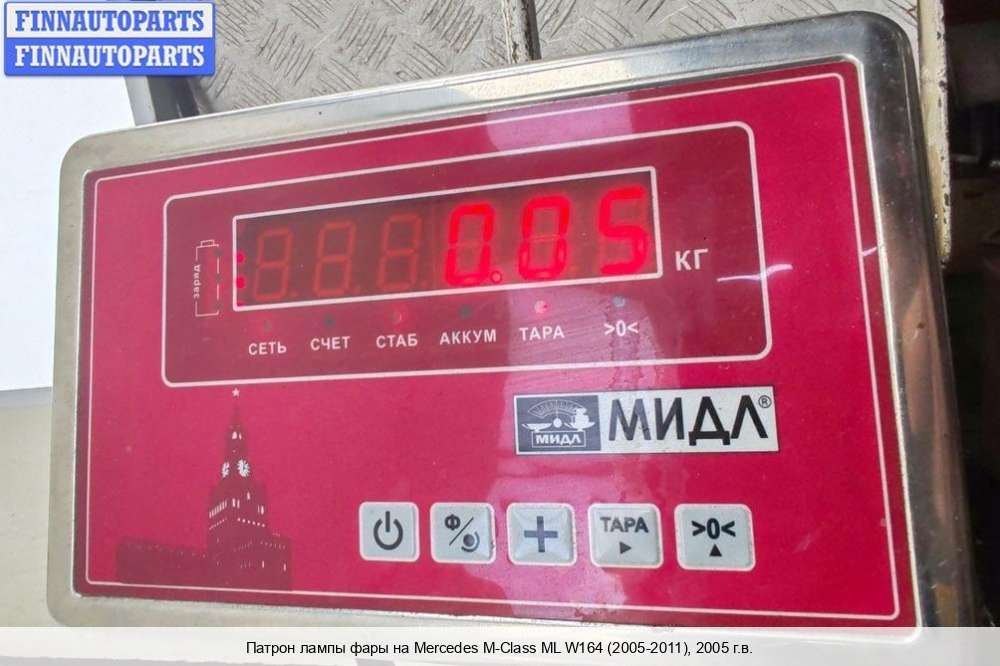 FINNAUTOPARTS
FINNAUTOPARTS
заряд
0.05 КГ
СЕТЬ СЧЕТ СТАБ АККУМ ТАРА >0<
МИДЛ МИДЛ®
Ф/ + ТАРА >0<
Патрон лампы фары на Mercedes M-Class ML W164 (2005-2011), 2005 г.в.